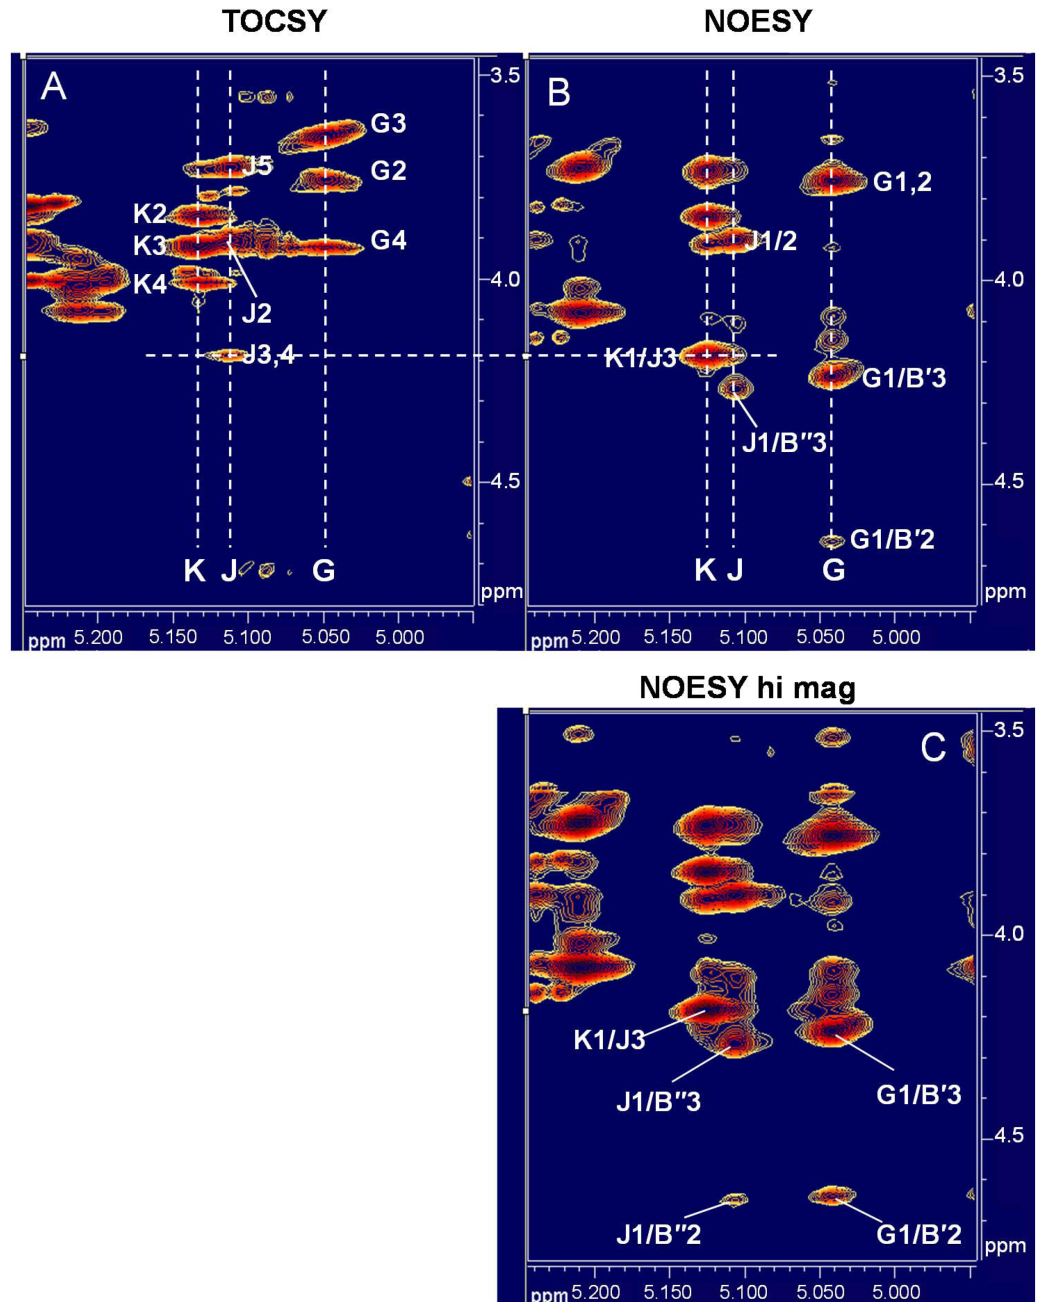 TOCSY
NOESY
A
B
3.5
3.5
G3
J5
G2
G1,2
K2
K3
G4
J1/2
K4
4.0
4.0
J2
J3,4
K1/J3
G1/B′3
J1/B″3
4.5
4.5
G1/B′2
K J G
K J G
ppm
ppm
ppm 5.200 5.150 5.100 5.050 5.000
ppm 5.200 5.150 5.100 5.050 5.000
NOESY hi mag
C
3.5
4.0
K1/J3
J1/B″3
G1/B′3
4.5
J1/B″2
G1/B′2
ppm
ppm 5.200 5.150 5.100 5.050 5.000